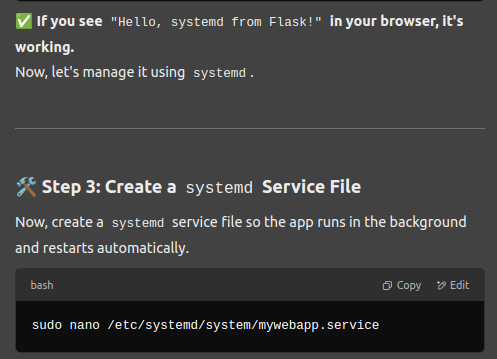 ✅ If you see "Hello, systemd from Flask!" in your browser, it's
working.
Now, let's manage it using systemd.
🛠️ Step 3: Create a systemd Service File
Now, create a systemd service file so the app runs in the background
and restarts automatically.
bash Copy Edit
sudo nano /etc/systemd/system/mywebapp.service